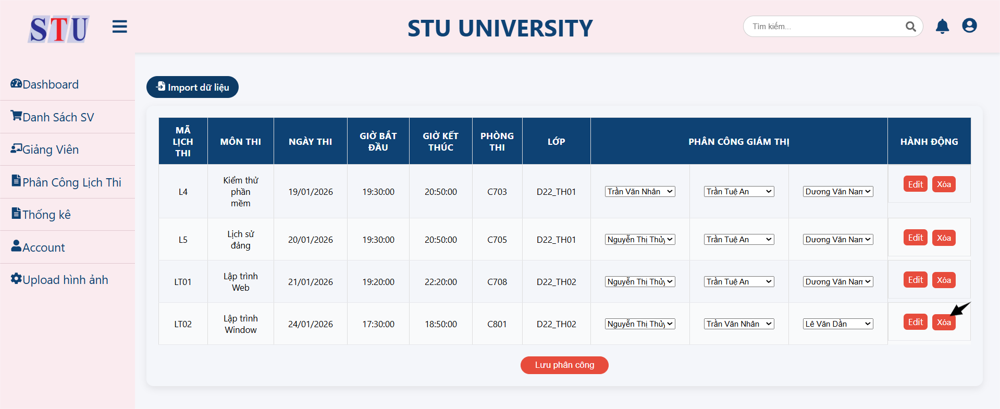 STU
STU UNIVERSITY
Tìm kiếm...
Dashboard
Danh Sách SV
Giảng Viên
Phân Công Lịch Thi
Thống kê
Account
Upload hình ảnh
Import dữ liệu
MÃ LỊCH THI MÔN THI NGÀY THI GIỜ BẮT ĐẦU GIỜ KẾT THÚC PHÒNG THI LỚP PHÂN CÔNG GIÁM THỊ HÀNH ĐỘNG
L4 Kiểm thử phần mềm 19/01/2026 19:30:00 20:50:00 C703 D22_TH01 Trần Văn Nhân Trần Tuệ An Dương Văn Nam Edit Xóa
L5 Lịch sử đảng 20/01/2026 19:30:00 20:50:00 C705 D22_TH01 Nguyễn Thị Thủy Trần Tuệ An Dương Văn Nam Edit Xóa
LT01 Lập trình Web 21/01/2026 19:20:00 22:20:00 C708 D22_TH02 Nguyễn Thị Thủy Trần Tuệ An Dương Văn Nam Edit Xóa
LT02 Lập trình Window 24/01/2026 17:30:00 18:50:00 C801 D22_TH02 Nguyễn Thị Thủy Trần Văn Nhân Lê Văn Dần Edit Xóa
Lưu phân công